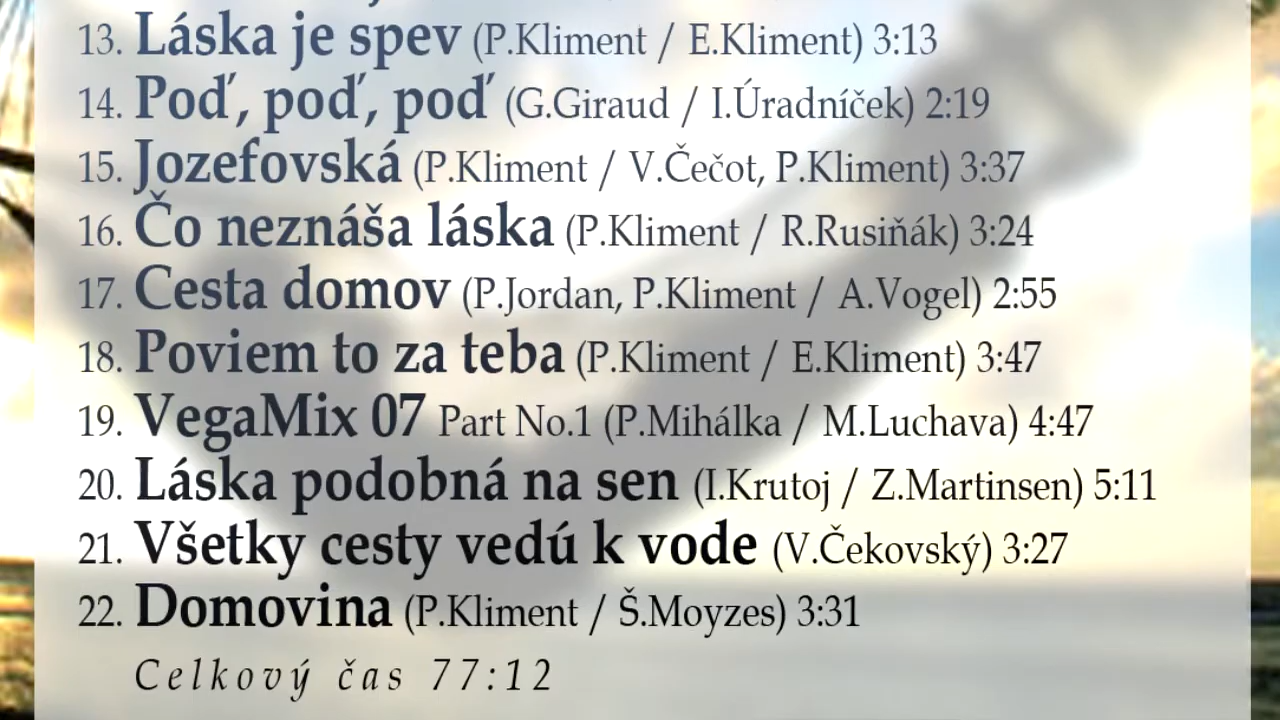 13. Láska je spev (P.Kliment / E.Kliment) 3:13
14. Poď, poď, poď (G.Giraud / I.Úradníček) 2:19
15. Jozefovská (P.Kliment / V.Čečot, P.Kliment) 3:37
16. Čo neznáša láska (P.Kliment / R.Rusiňák) 3:24
17. Cesta domov (P.Jordan, P.Kliment / A.Vogel) 2:55
18. Poviem to za teba (P.Kliment / E.Kliment) 3:47
19. VegaMix 07 Part No.1 (P.Mihálka / M.Luchava) 4:47
20. Láska podobná na sen (I.Krutoj / Z.Martinsen) 5:11
21. Všetky cesty vedú k vode (V.Čekovský) 3:27
22. Domovina (P.Kliment / Š.Moyzes) 3:31
Celkový čas 77:12